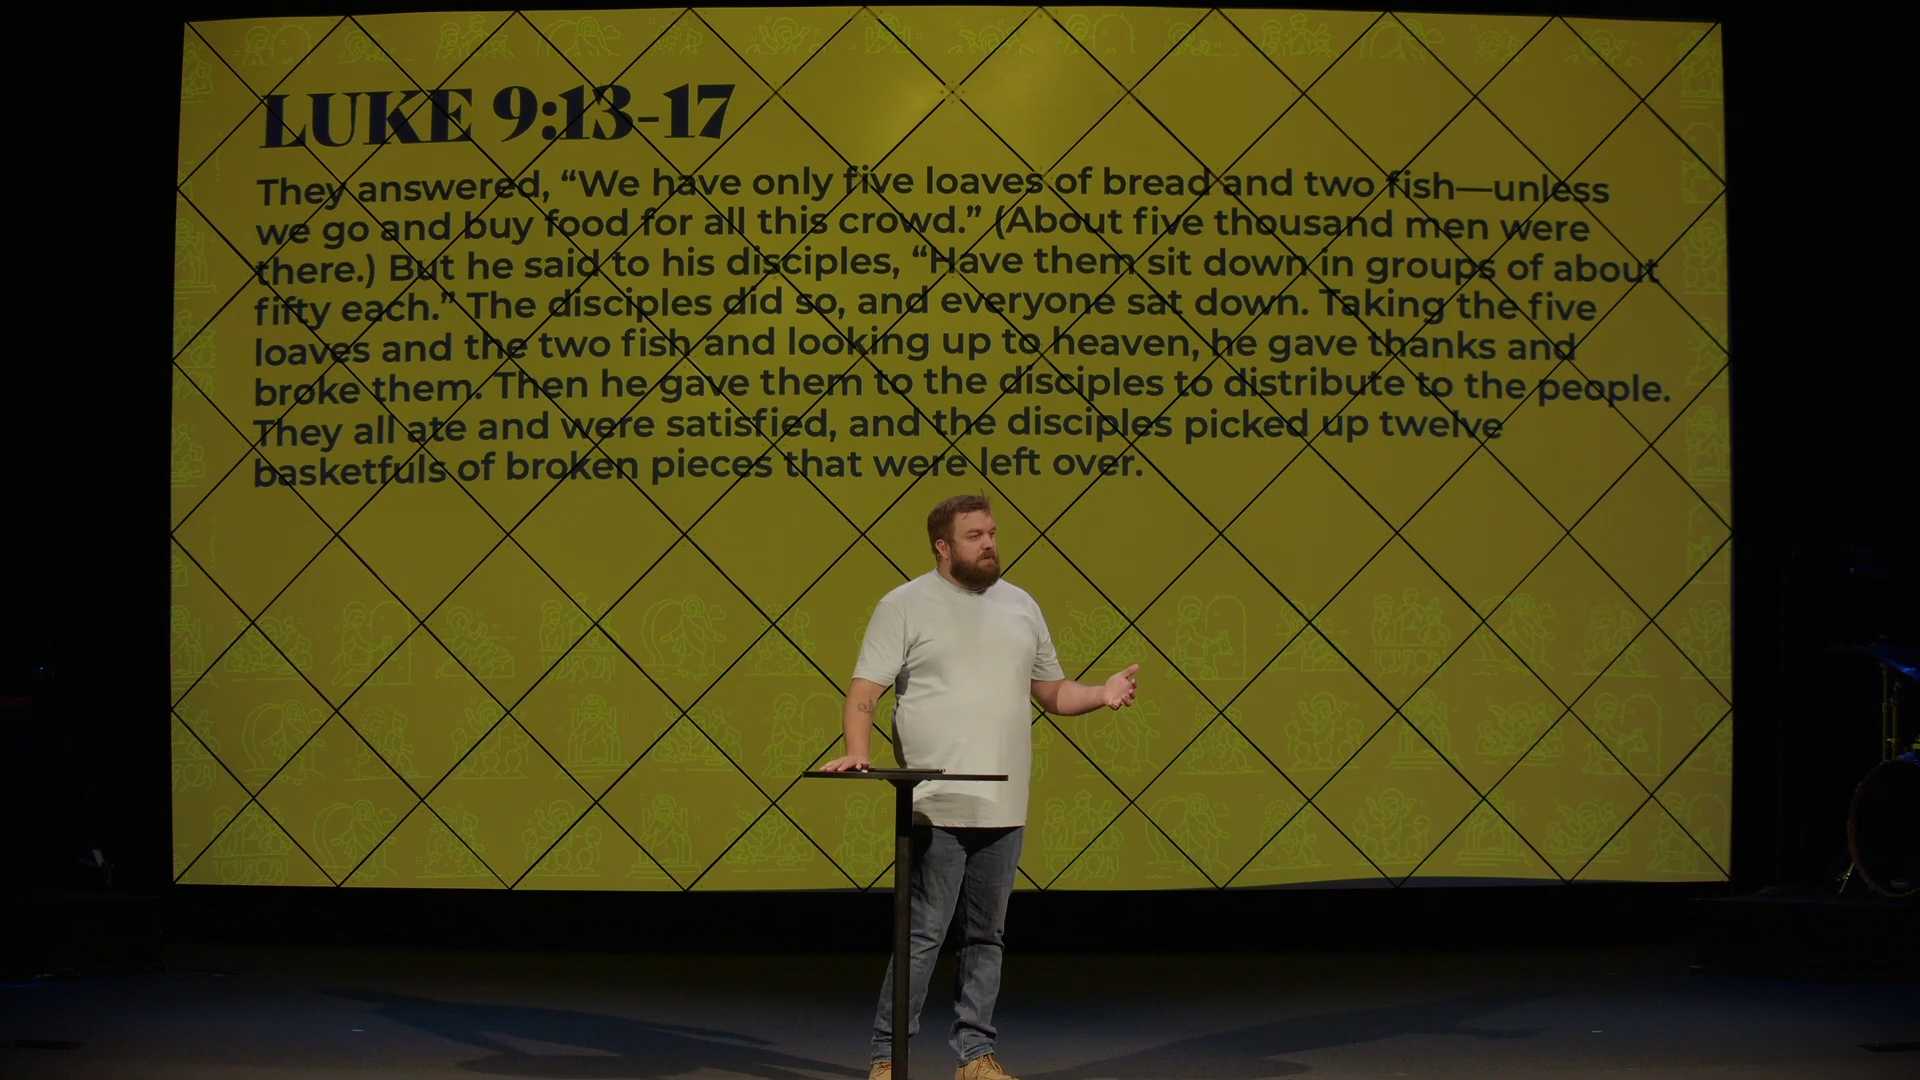 LUKE 9:13-17
They answered, “We have only five loaves of bread and two fish—unless
we go and buy food for all this crowd.” (About five thousand men were
there.) But he said to his disciples, “Have them sit down in groups of about
fifty each.” The disciples did so, and everyone sat down. Taking the five
loaves and the two fish and looking up to heaven, he gave thanks and
broke them. Then he gave them to the disciples to distribute to the people.
They all ate and were satisfied, and the disciples picked up twelve
basketfuls of broken pieces that were left over.